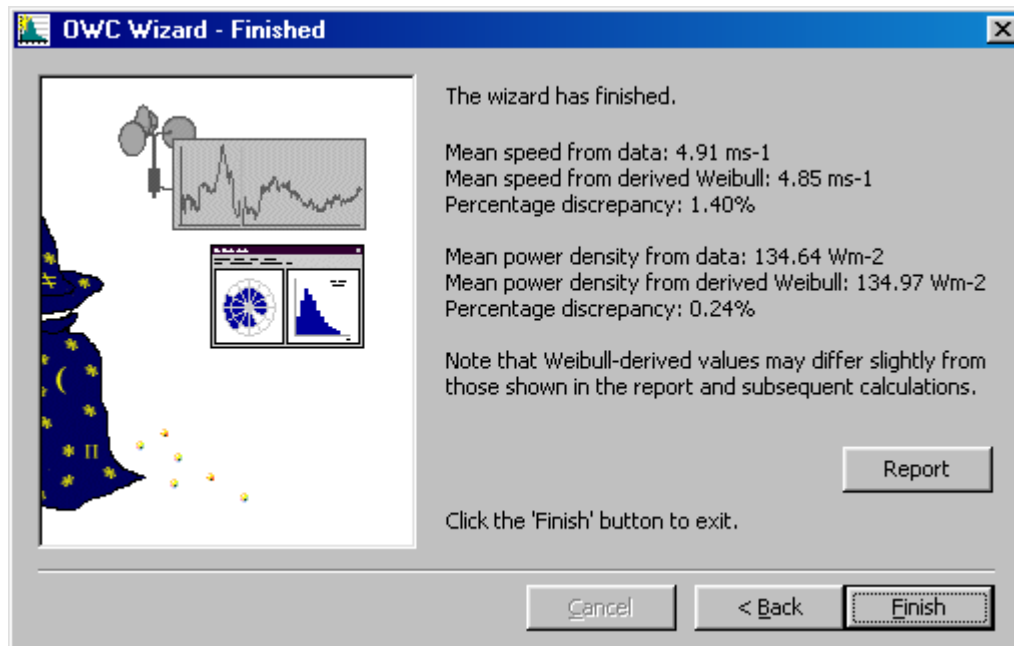 OWC Wizard - Finished
The wizard has finished.
Mean speed from data: 4.91 ms-1
Mean speed from derived Weibull: 4.85 ms-1
Percentage discrepancy: 1.40%
Mean power density from data: 134.64 Wm-2
Mean power density from derived Weibull: 134.97 Wm-2
Percentage discrepancy: 0.24%
Note that Weibull-derived values may differ slightly from
those shown in the report and subsequent calculations.
Report
Click the 'Finish' button to exit.
Cancel
< Back
Finish